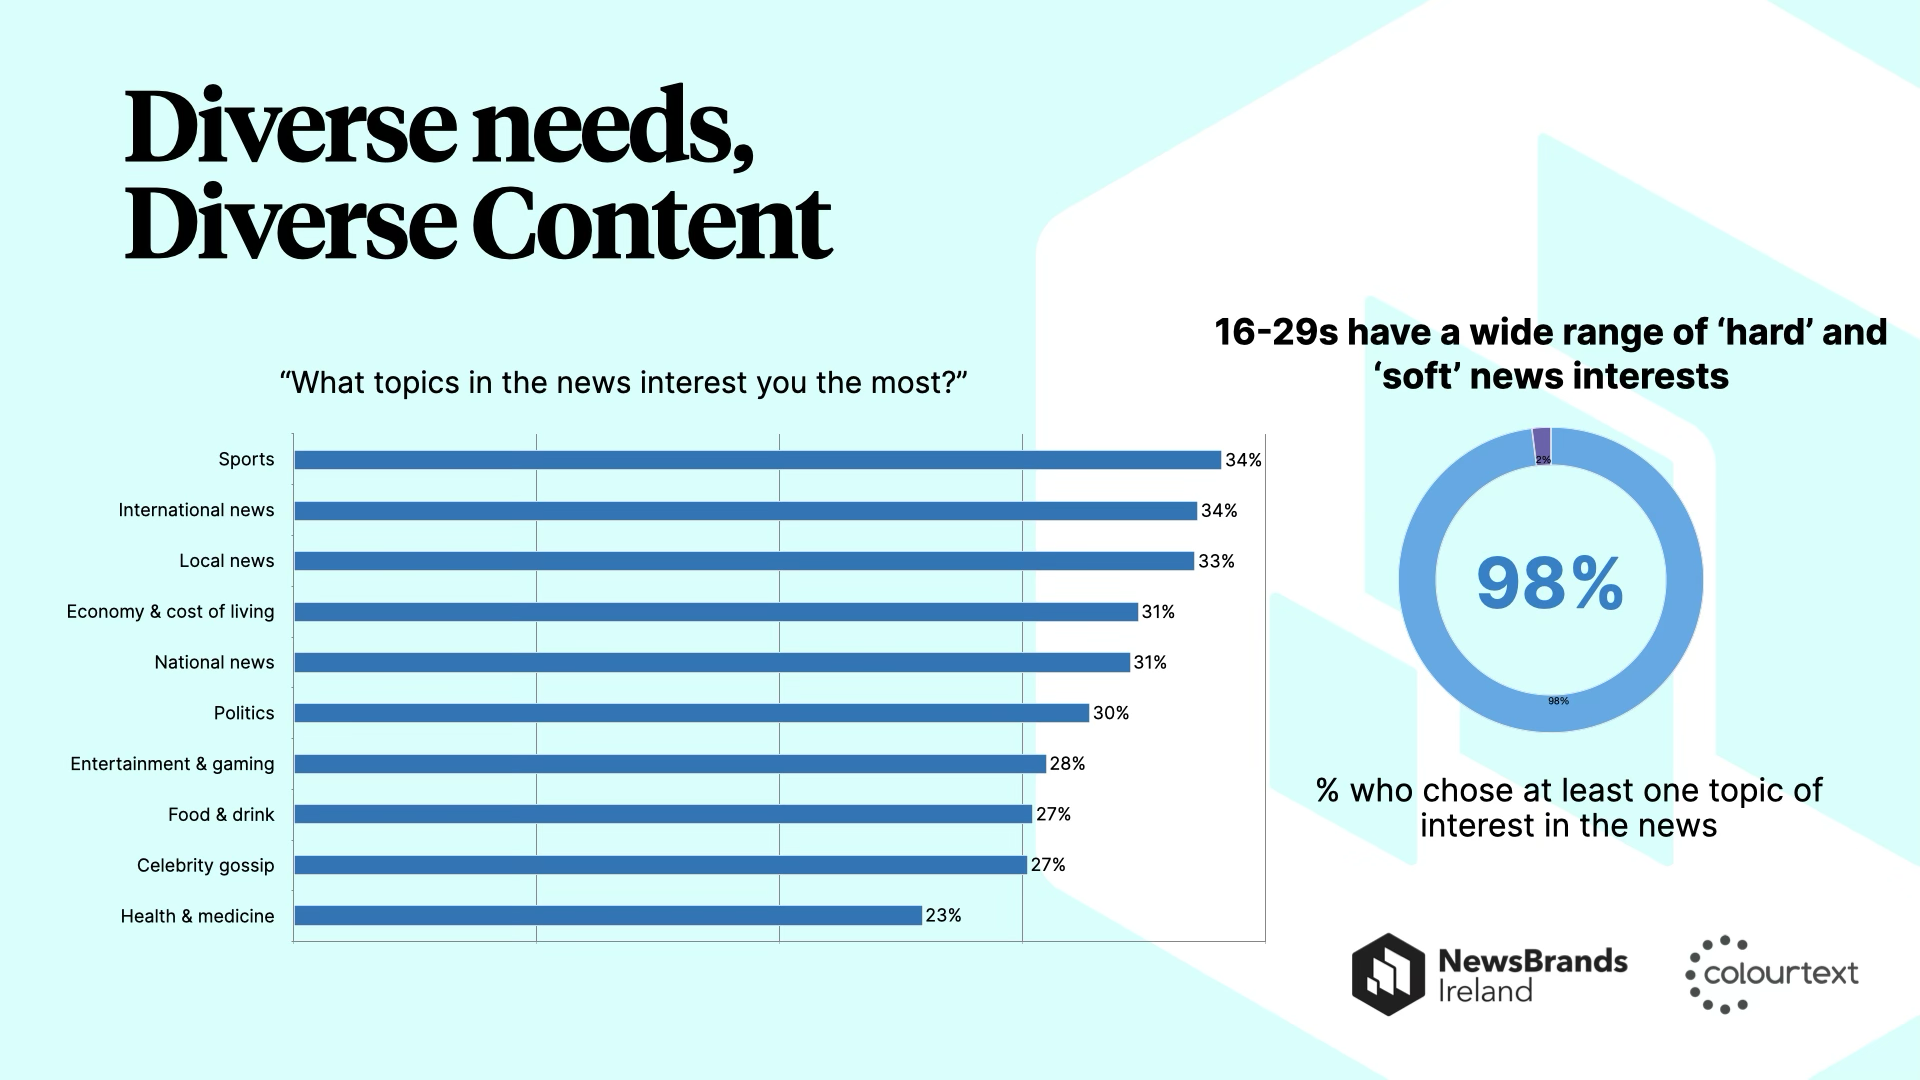 Diverse needs,
Diverse Content
“What topics in the news interest you the most?”
Sports 34%
International news 34%
Local news 33%
Economy & cost of living 31%
National news 31%
Politics 30%
Entertainment & gaming 28%
Food & drink 27%
Celebrity gossip 27%
Health & medicine 23%
16-29s have a wide range of ‘hard’ and
‘soft’ news interests
2%
98%
98%
% who chose at least one topic of
interest in the news
NewsBrands
Ireland
colourtext